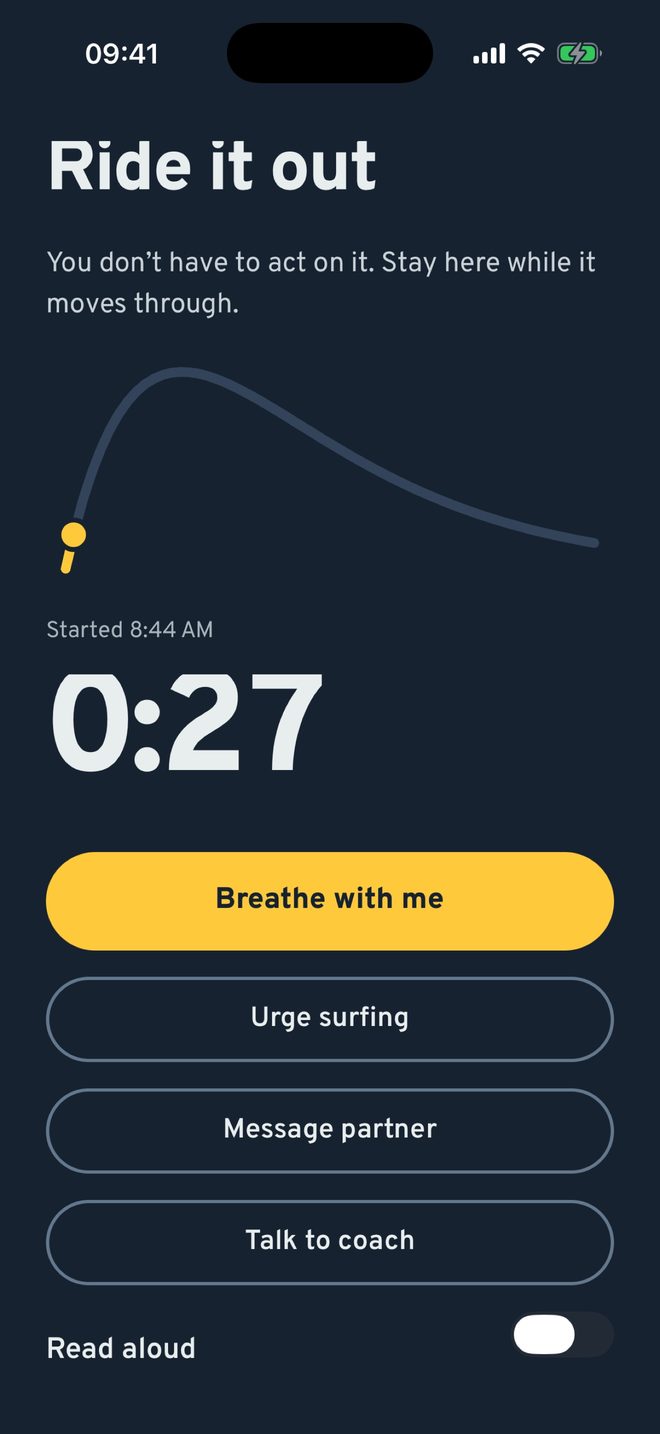 09:41
Ride it out
You don’t have to act on it. Stay here while it
moves through.
Started 8:44 AM
0:27
Breathe with me
Urge surfing
Message partner
Talk to coach
Read aloud